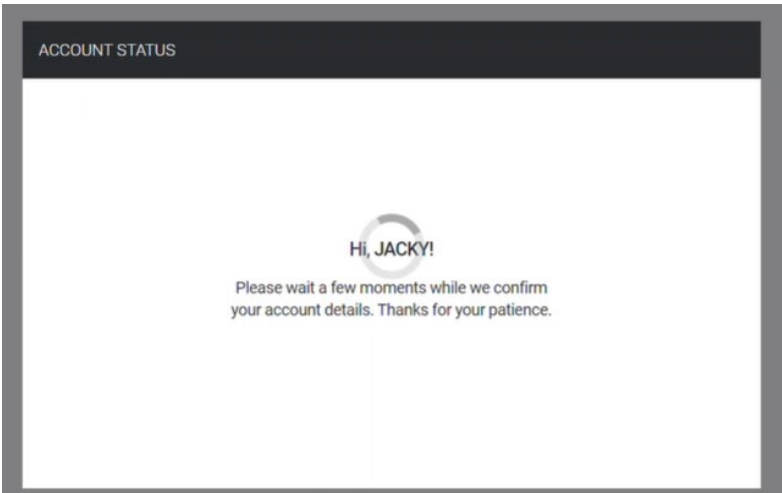 ACCOUNT STATUS
Hi, JACKY!
Please wait a few moments while we confirm
your account details. Thanks for your patience.